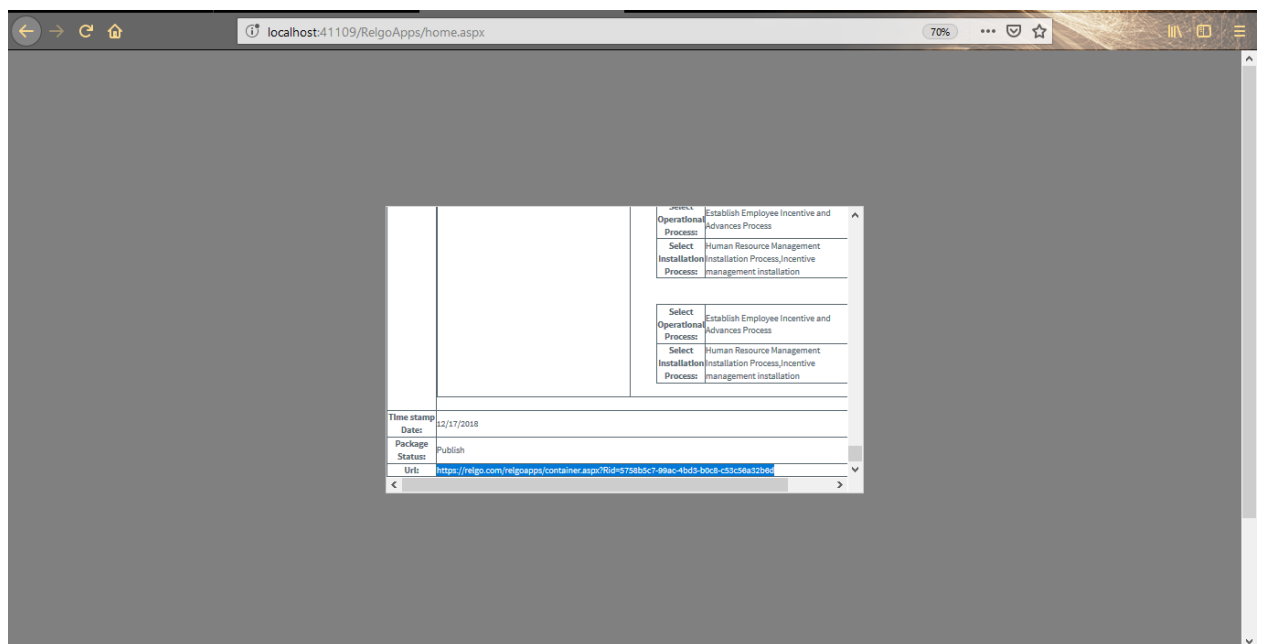 localhost:41109/RelgoApps/home.aspx
70%
Select
Operational
Process:
Establish Employee Incentive and
Advances Process
Select
Installation
Process:
Human Resource Management
Installation Process,Incentive
management installation
Select
Operational
Process:
Establish Employee Incentive and
Advances Process
Select
Installation
Process:
Human Resource Management
Installation Process,Incentive
management installation
Time stamp
Date:
12/17/2018
Package
Status:
Publish
Url:
https://relgo.com/relgoapps/container.aspx?Rid=5758b5c7-99ac-4bd3-b0c8-c53c56a32b6d